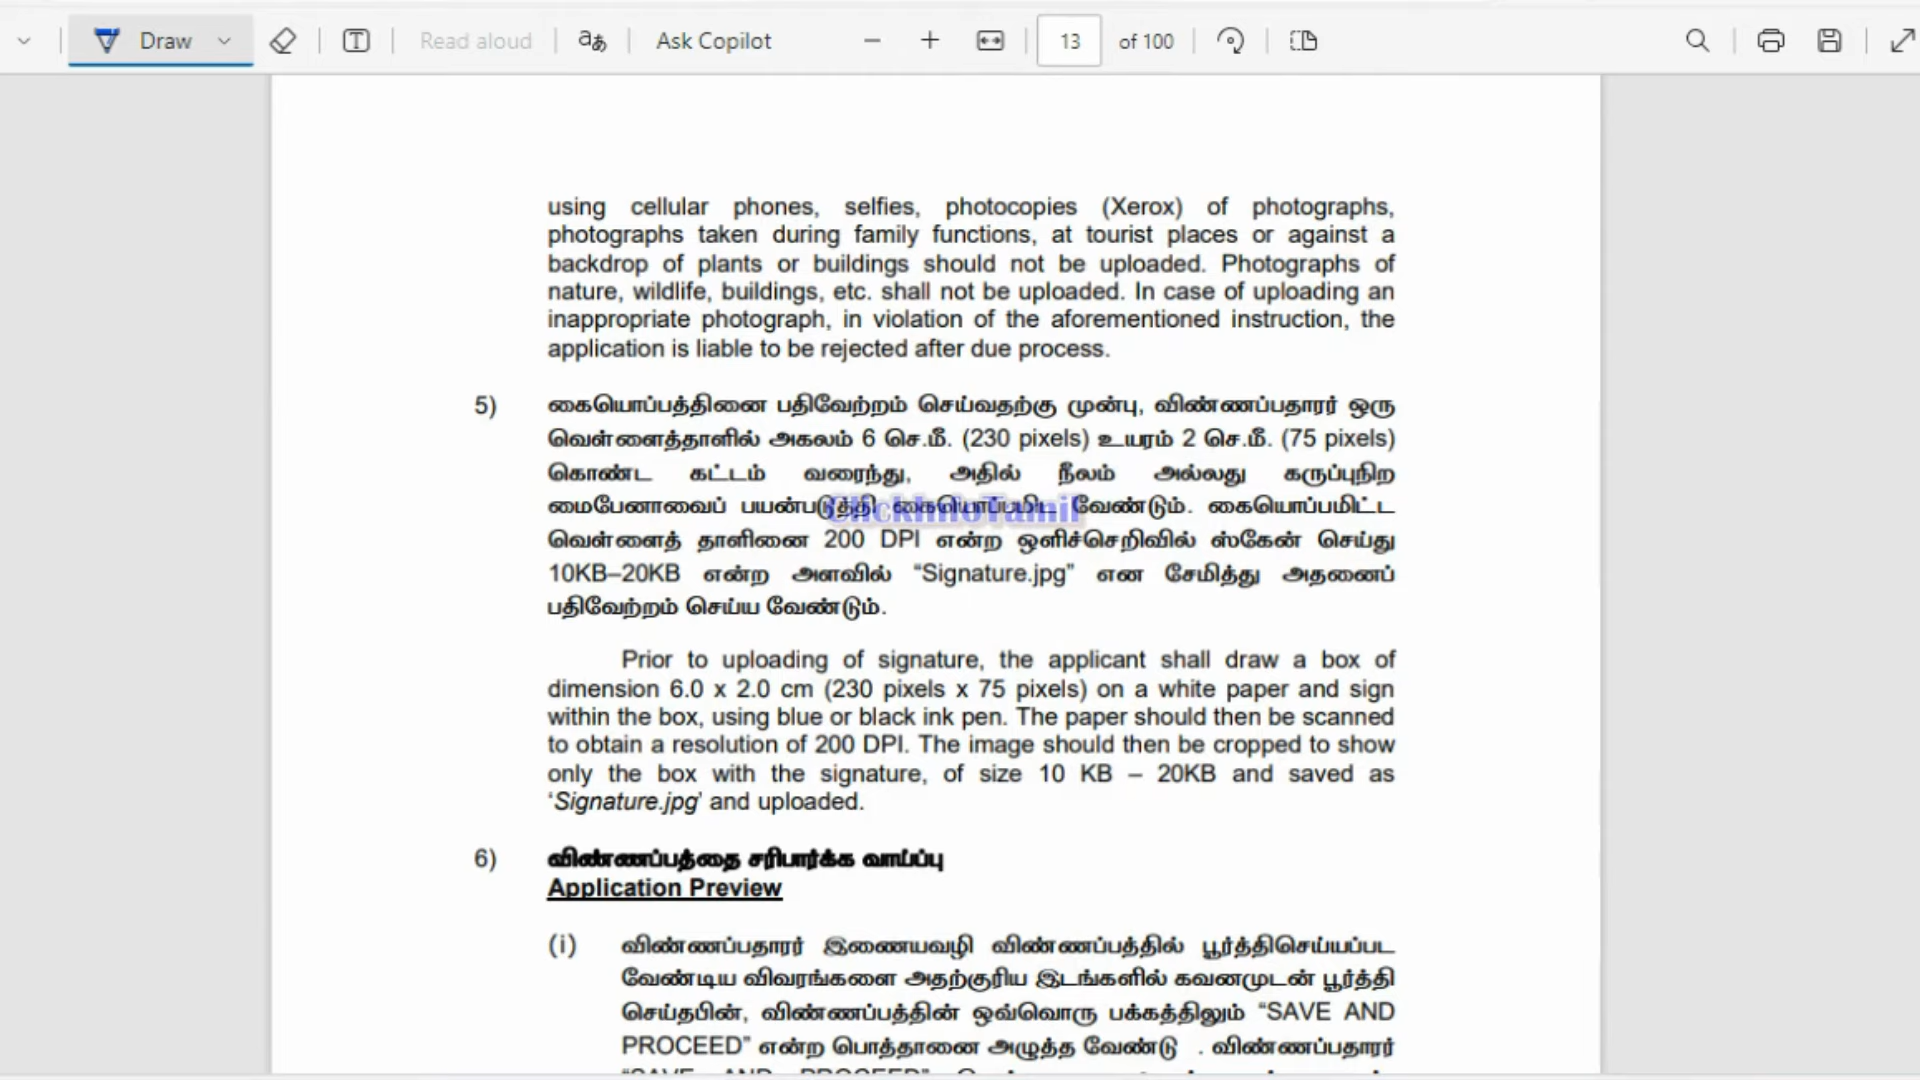 Draw
Read aloud
aあ
Ask Copilot
13
of 100
using cellular phones, selfies, photocopies (Xerox) of photographs,
photographs taken during family functions, at tourist places or against a
backdrop of plants or buildings should not be uploaded. Photographs of
nature, wildlife, buildings, etc. shall not be uploaded. In case of uploading an
inappropriate photograph, in violation of the aforementioned instruction, the
application is liable to be rejected after due process.
5) கையொப்பத்தினை பதிவேற்றம் செய்வதற்கு முன்பு, விண்ணப்பதாரர் ஒரு
வெள்ளைத்தாளில் அகலம் 6 செ.மீ. (230 pixels) உயரம் 2 செ.மீ. (75 pixels)
கொண்ட கட்டம் வரைந்து, அதில் நீலம் அல்லது கருப்புநிற
மைபேனாவைப் பயன்படுத்தி கையொப்பமிட வேண்டும். கையொப்பமிட்ட
ClickInfoTamil
வெள்ளைத் தாளினை 200 DPI என்ற ஒளிச்செறிவில் ஸ்கேன் செய்து
10KB–20KB என்ற அளவில் “Signature.jpg” என சேமித்து அதனைப்
பதிவேற்றம் செய்ய வேண்டும்.
Prior to uploading of signature, the applicant shall draw a box of
dimension 6.0 x 2.0 cm (230 pixels x 75 pixels) on a white paper and sign
within the box, using blue or black ink pen. The paper should then be scanned
to obtain a resolution of 200 DPI. The image should then be cropped to show
only the box with the signature, of size 10 KB – 20KB and saved as
‘Signature.jpg’ and uploaded.
6) விண்ணப்பத்தை சரிபார்க்க வாய்ப்பு
Application Preview
(i) விண்ணப்பதாரர் இணையவழி விண்ணப்பத்தில் பூர்த்திசெய்யப்பட
வேண்டிய விவரங்களை அதற்குரிய இடங்களில் கவனமுடன் பூர்த்தி
செய்தபின், விண்ணப்பத்தின் ஒவ்வொரு பக்கத்திலும் “SAVE AND
PROCEED” என்ற பொத்தானை அழுத்த வேண்டு . விண்ணப்பதாரர்
“SAVE AND PROCEED”